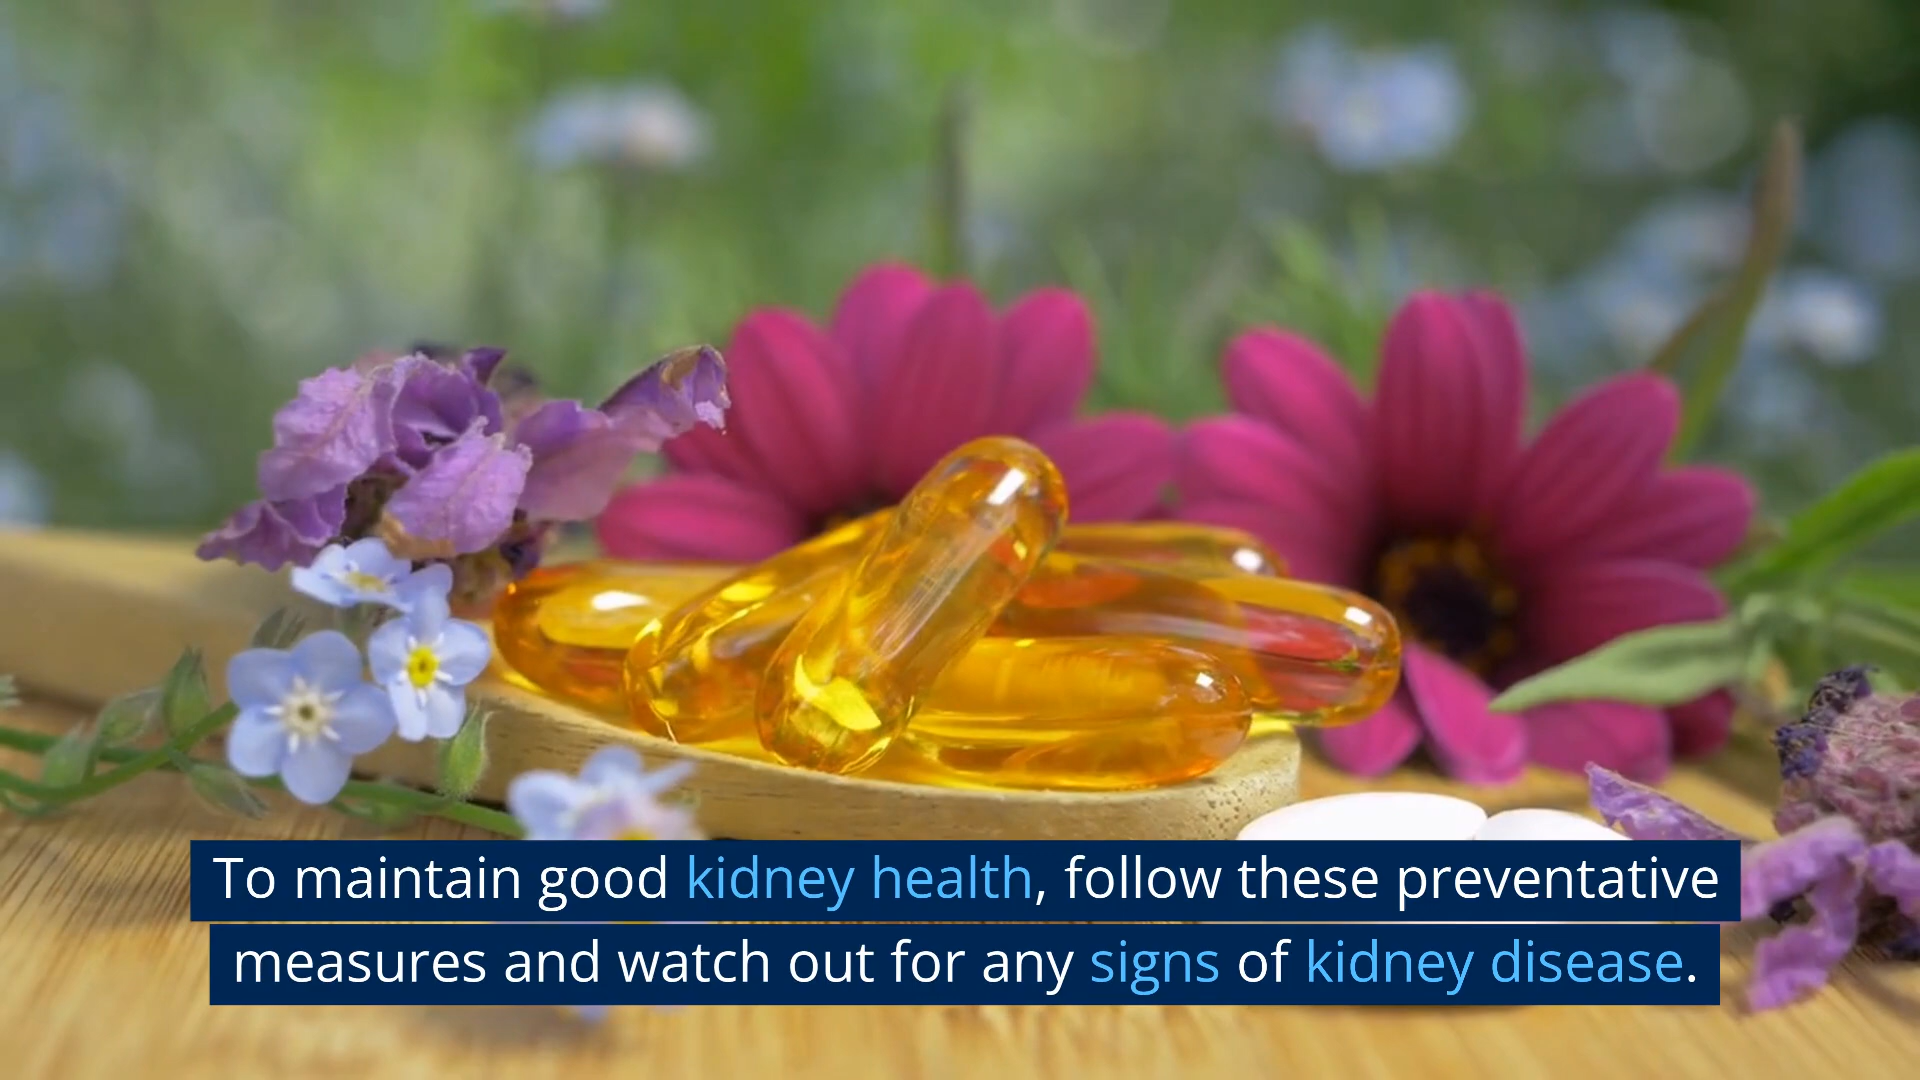 To maintain good kidney health, follow these preventative
measures and watch out for any signs of kidney disease.